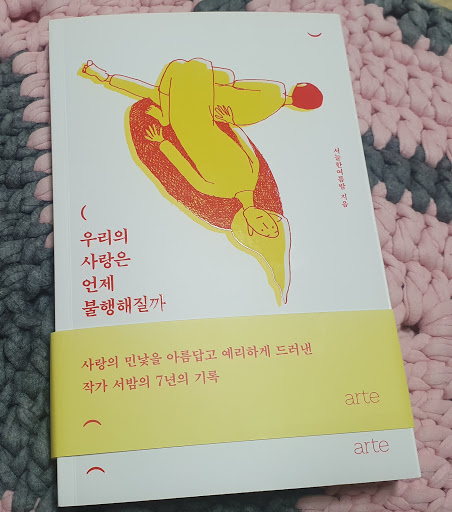 서늘한여름밤 지음
우리의
사랑은
언제
불행해질까
사랑의 민낯을 아름답고 예리하게 드러낸
작가 서밤의 7년의 기록
arte
arte